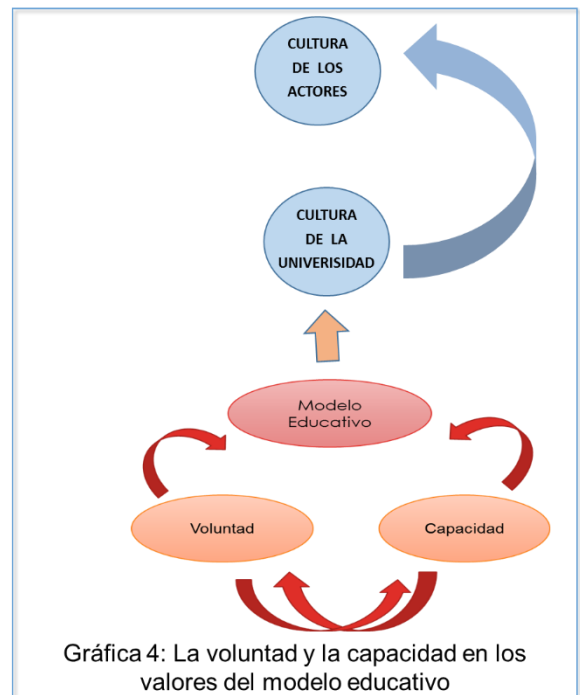 CULTURA
DE LOS
ACTORES
CULTURA
DE LA
UNIVERISIDAD
Modelo
Educativo
Voluntad
Capacidad
Gráfica 4: La voluntad y la capacidad en los
valores del modelo educativo